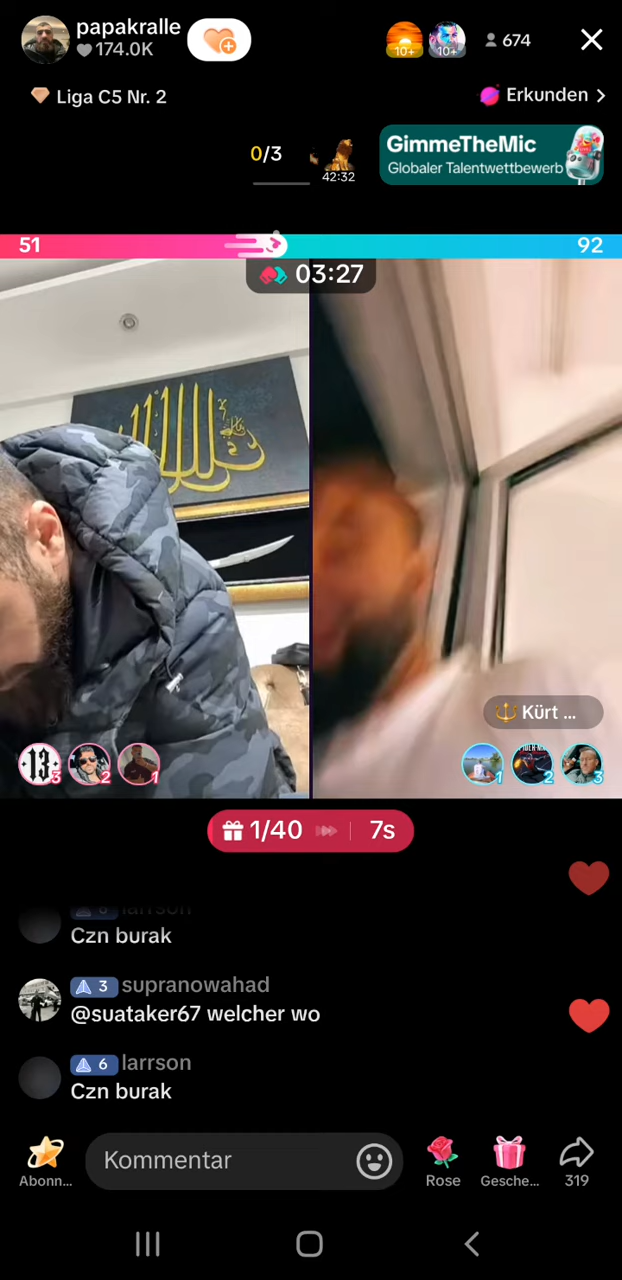 papakralle
174.0K
10+
10+
674
Liga C5 Nr. 2
Erkunden
0/3
42:32
GimmeTheMic
Globaler Talentwettbewerb
51
92
03:27
Kürt ...
13
3
2
1
1
2
3
1/40
7s
larrson
Czn burak
3 supranowahad
@suataker67 welcher wo
6 larrson
Czn burak
Abonn...
Kommentar
Rose
Gesche...
319